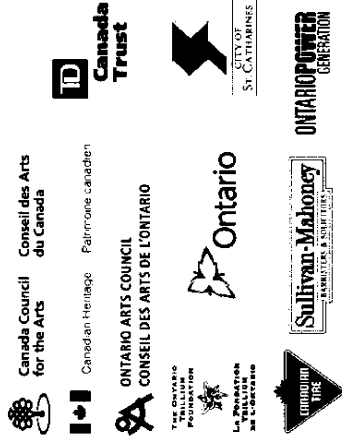 Canada Council
for the Arts
Conseil des Arts
du Canada
TD
Canada
Trust
Canadian Heritage
Patrimoine canadien
ONTARIO ARTS COUNCIL
CONSEIL DES ARTS DE L'ONTARIO
CITY OF
ST. CATHARINES
THE ONTARIO
TRILLIUM
FOUNDATION
LA FONDATION
TRILLIUM
DE L'ONTARIO
Ontario
ONTARIOPOWER
GENERATION
CANADIAN
TIRE
Sullivan-Mahoney
BARRISTERS & SOLICITORS